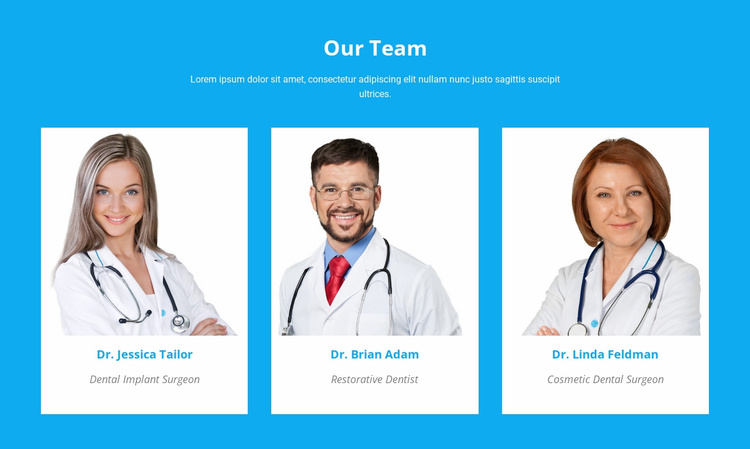 Our Team
Lorem ipsum dolor sit amet, consectetur adipiscing elit nullam nunc justo sagittis suscipit
ultrices.
Dr. Jessica Tailor
Dental Implant Surgeon
Dr. Brian Adam
Restorative Dentist
Dr. Linda Feldman
Cosmetic Dental Surgeon